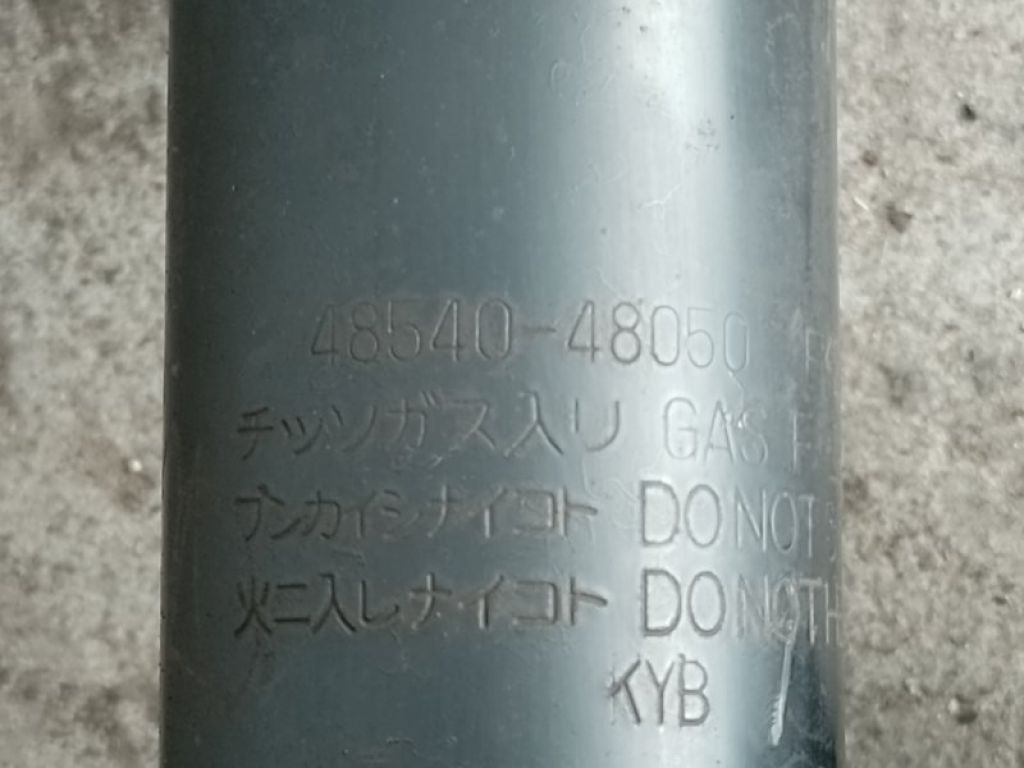 48540-48050
チッソガス入リ GAS
ブンカイシナイコト DO NOT
火ニ入レナイコト DO NOT
KYB